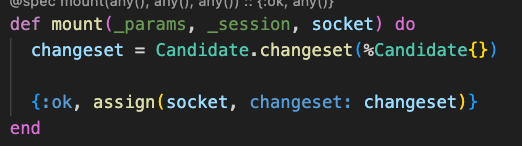 @spec mount(any(), any(), any()) :: {:ok, any()}
def mount(_params, _session, socket) do
  changeset = Candidate.changeset(%Candidate{})

  {:ok, assign(socket, changeset: changeset)}
end